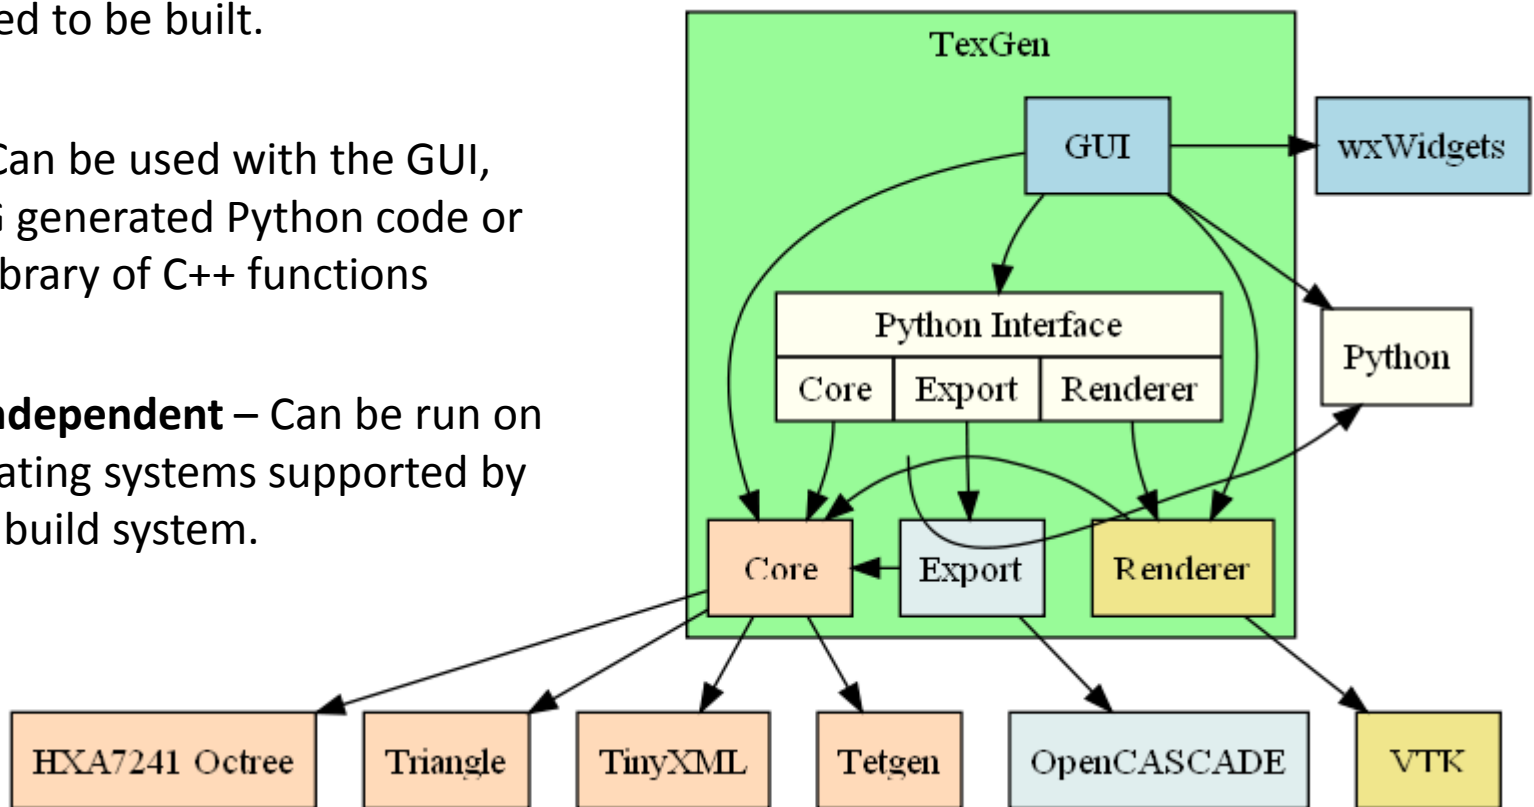 ed to be built.
Can be used with the GUI,
G generated Python code or
ibrary of C++ functions
ndependent – Can be run on
ating systems supported by
build system.
TexGen
GUI
wxWidgets
Python Interface
Core Export Renderer
Python
Core
Export
Renderer
HXA7241 Octree
Triangle
TinyXML
Tetgen
OpenCASCADE
VTK